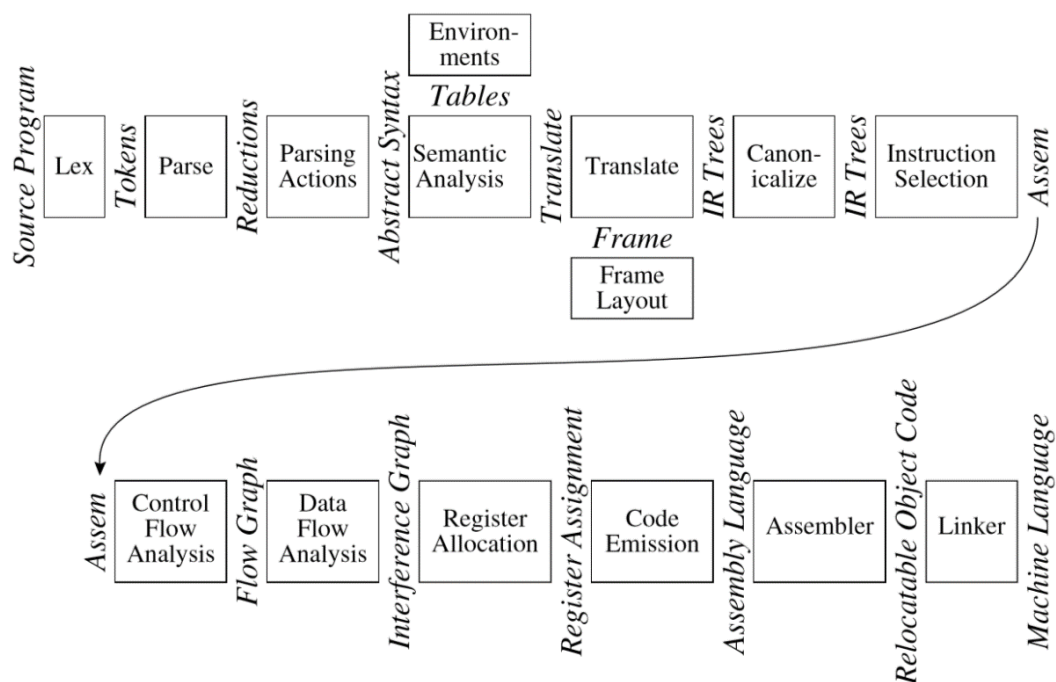 Environ-
ments
Tables
Source Program
Lex
Tokens
Parse
Reductions
Parsing
Actions
Abstract Syntax
Semantic
Analysis
Translate
Translate
IR Trees
Canon-
icalize
IR Trees
Instruction
Selection
Assem
Frame
Frame
Layout
Assem
Control
Flow
Analysis
Flow Graph
Data
Flow
Analysis
Interference Graph
Register
Allocation
Register Assignment
Code
Emission
Assembly Language
Assembler
Relocatable Object Code
Linker
Machine Language